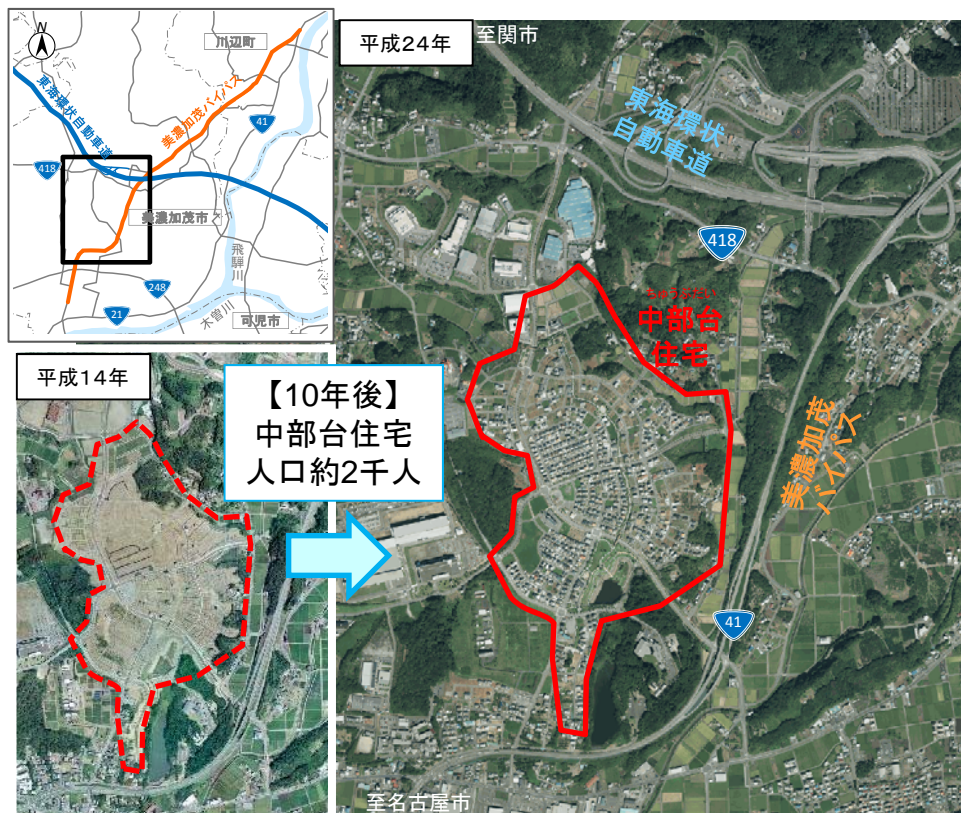 N
川辺町
東海環状自動車道
美濃加茂バイパス
41
418
美濃加茂市
飛騨川
248
21
木曽川
可児市
平成24年
至関市
東海環状
自動車道
418
ちゅうぶだい
中部台
住宅
美濃加茂
バイパス
41
至名古屋市
平成14年
【10年後】
中部台住宅
人口約2千人